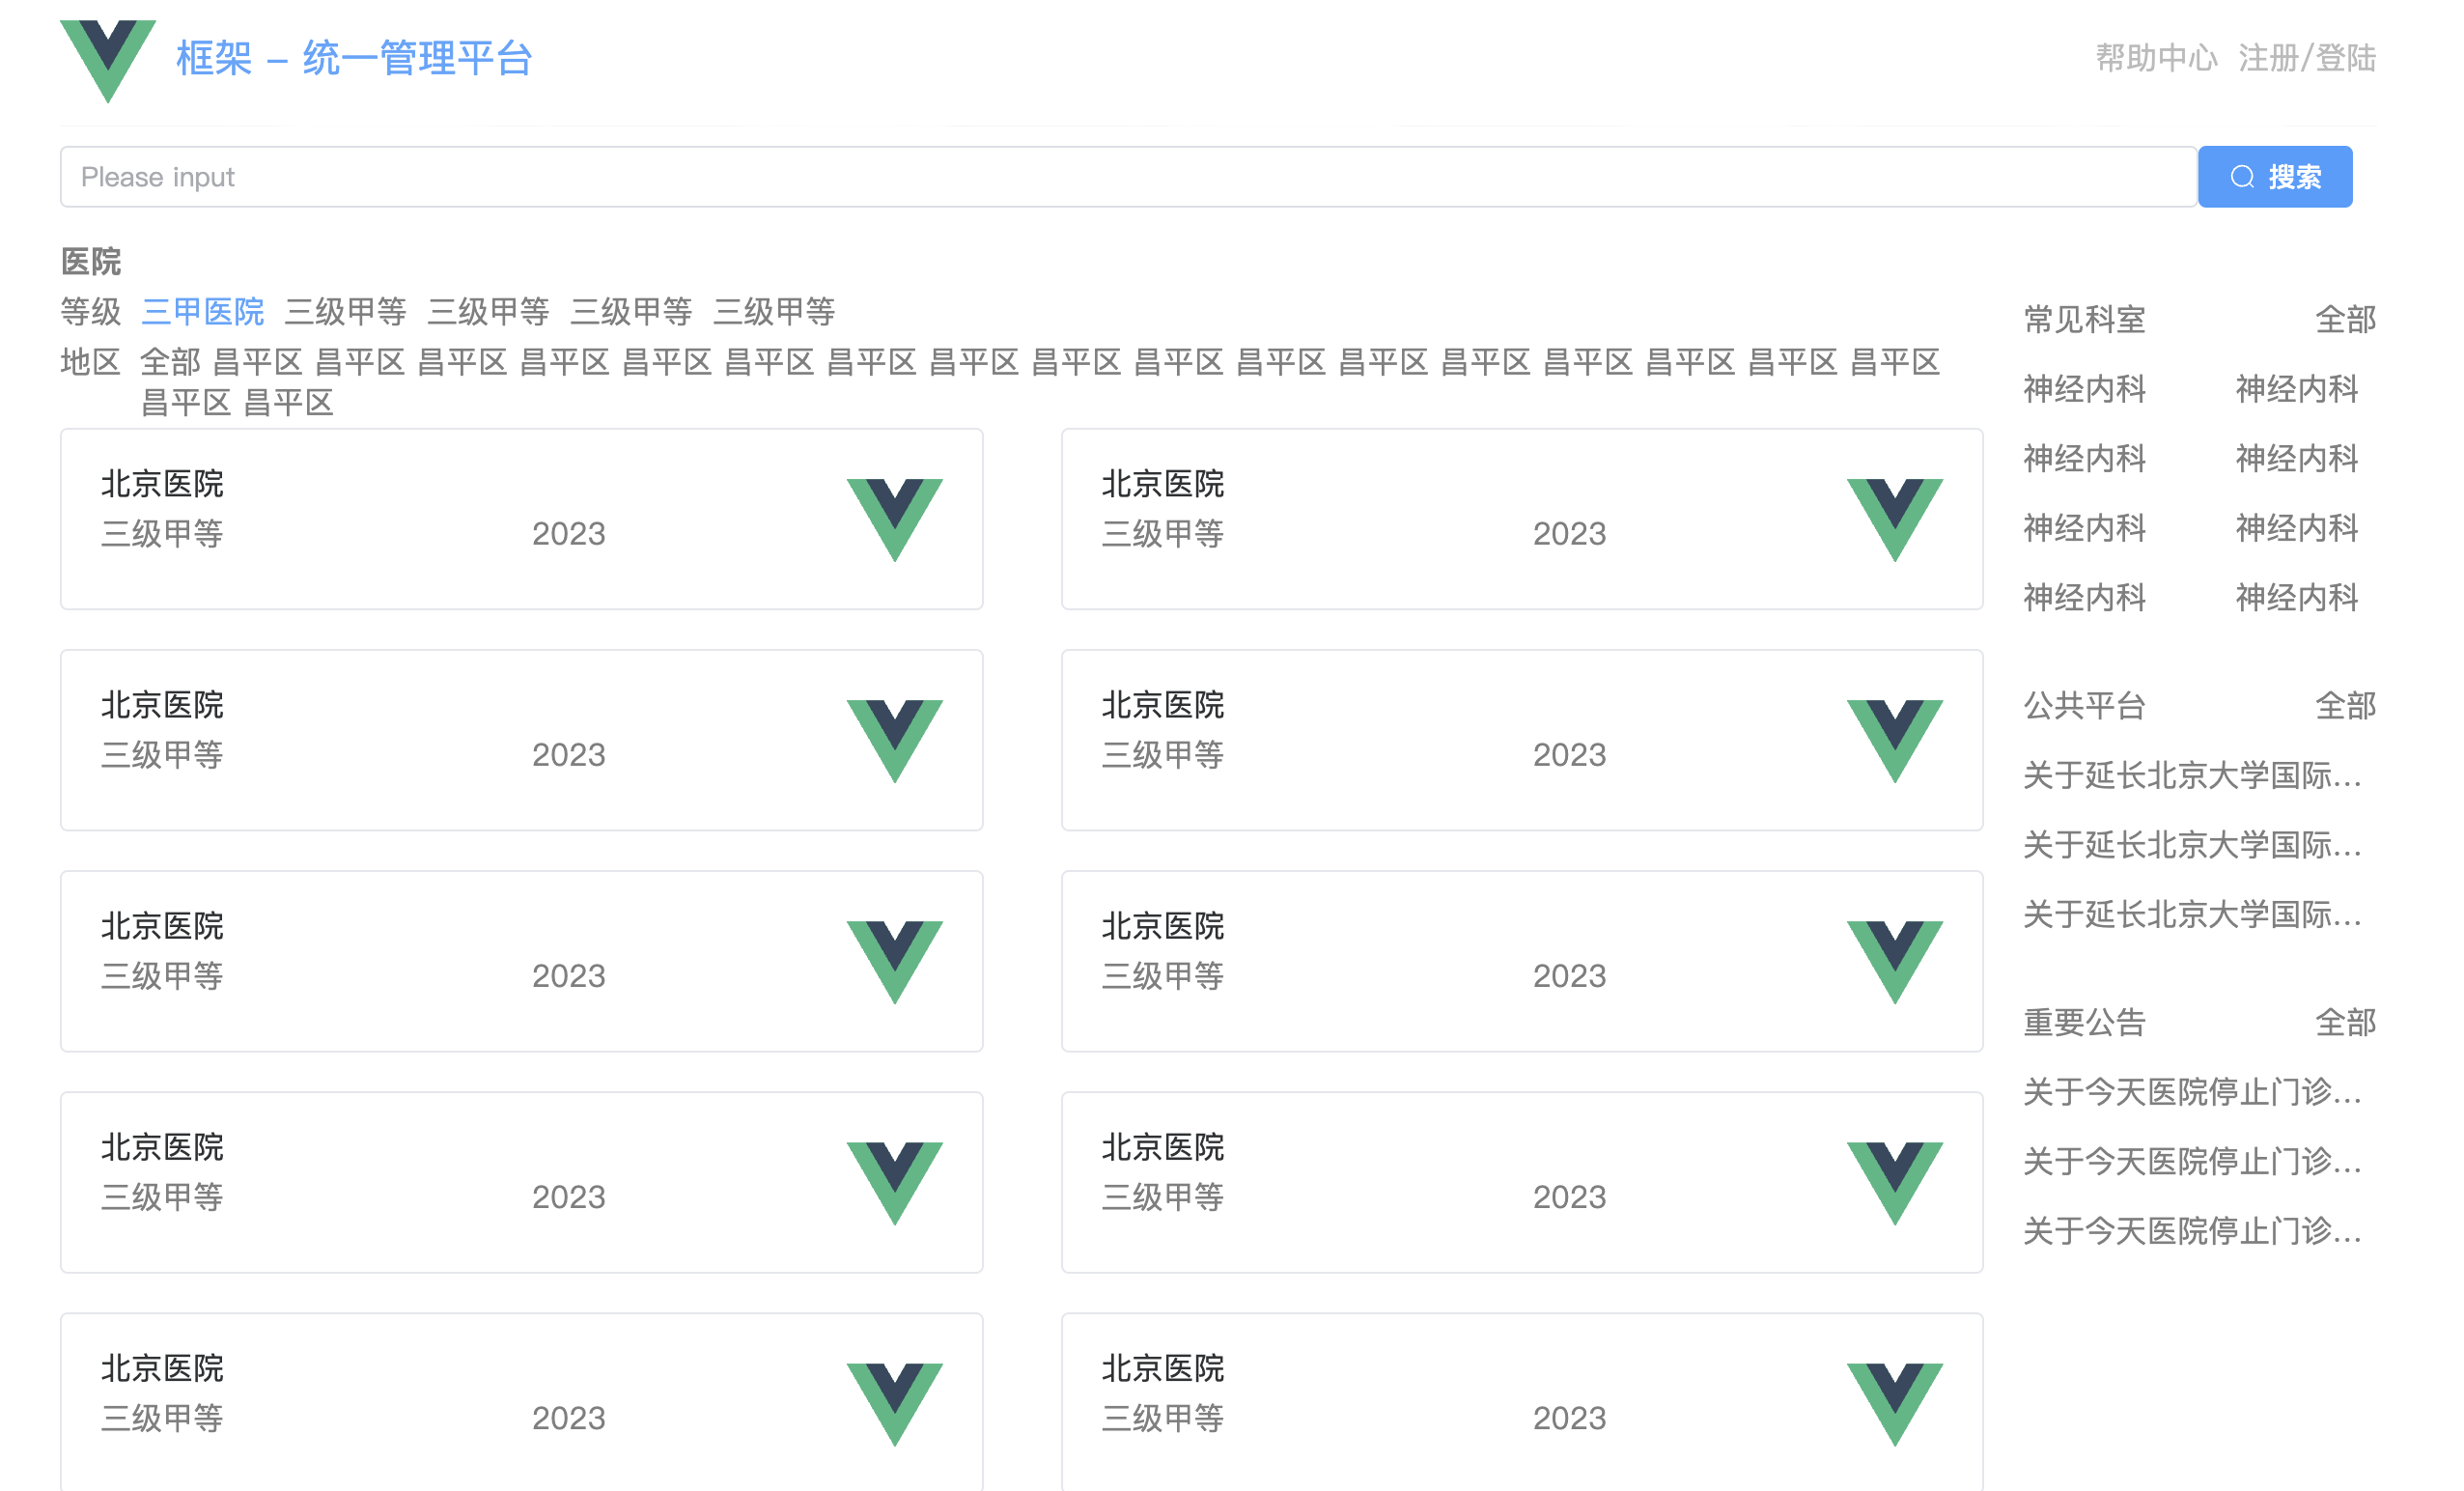 框架 – 统一管理平台
帮助中心 注册/登陆
Please input
搜索
医院
等级 三甲医院 三级甲等 三级甲等 三级甲等 三级甲等
地区 全部 昌平区 昌平区 昌平区 昌平区 昌平区 昌平区 昌平区 昌平区 昌平区 昌平区 昌平区 昌平区 昌平区 昌平区 昌平区 昌平区 昌平区
昌平区 昌平区
北京医院
三级甲等 2023
北京医院
三级甲等 2023
北京医院
三级甲等 2023
北京医院
三级甲等 2023
北京医院
三级甲等 2023
北京医院
三级甲等 2023
北京医院
三级甲等 2023
北京医院
三级甲等 2023
北京医院
三级甲等 2023
北京医院
三级甲等 2023
常见科室 全部
神经内科 神经内科
神经内科 神经内科
神经内科 神经内科
神经内科 神经内科
公共平台 全部
关于延长北京大学国际...
关于延长北京大学国际...
关于延长北京大学国际...
重要公告 全部
关于今天医院停止门诊...
关于今天医院停止门诊...
关于今天医院停止门诊...